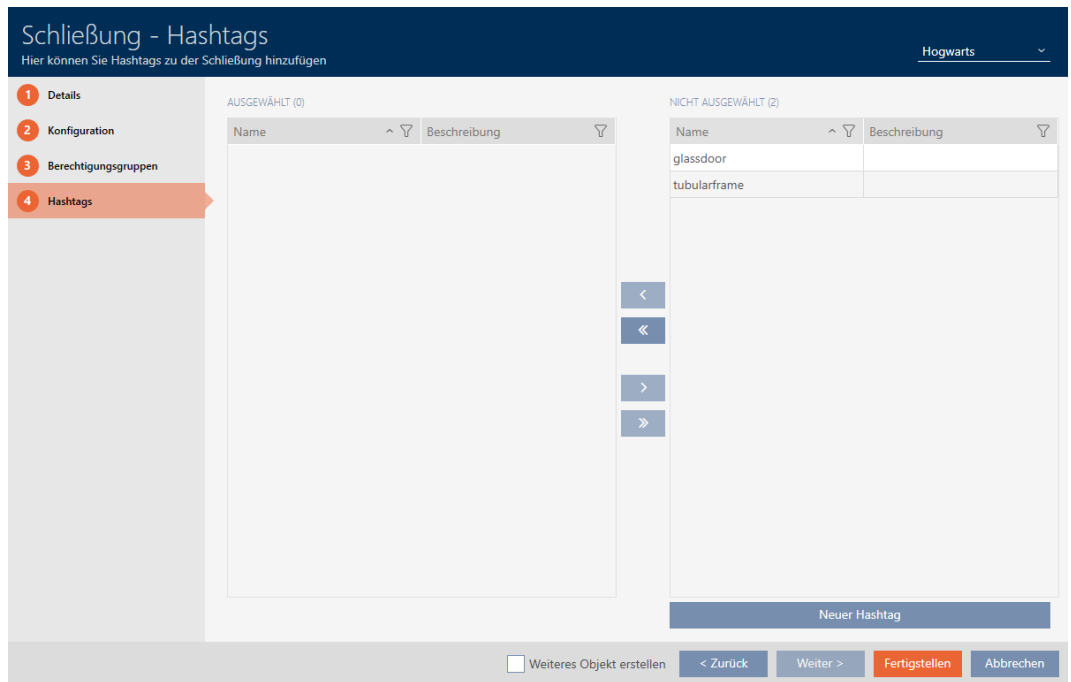 Schließung - Hashtags
Hier können Sie Hashtags zu der Schließung hinzufügen
Hogwarts
1 Details
2 Konfiguration
3 Berechtigungsgruppen
4 Hashtags
AUSGEWÄHLT (0)
Name Beschreibung
NICHT AUSGEWÄHLT (2)
Name Beschreibung
glassdoor
tubularframe
Neuer Hashtag
Weiteres Objekt erstellen
< Zurück
Weiter >
Fertigstellen
Abbrechen